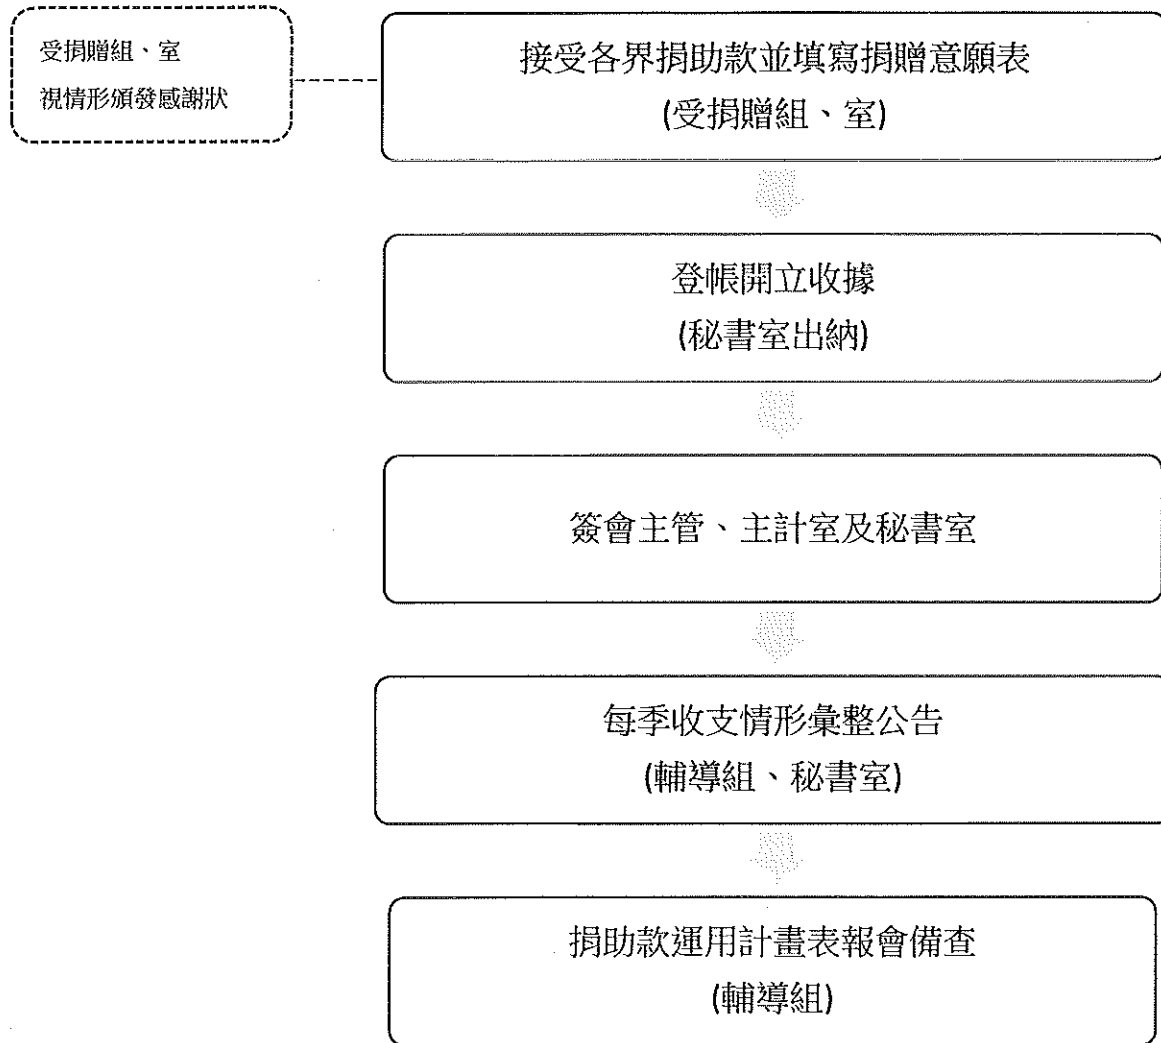 受捐贈組、室
視情形頒發感謝狀
接受各界捐助款並填寫捐贈意願表
(受捐贈組、室)
登帳開立收據
(秘書室出納)
簽會主管、主計室及秘書室
每季收支情形彙整公告
(輔導組、秘書室)
捐助款運用計畫表報會備查
(輔導組)